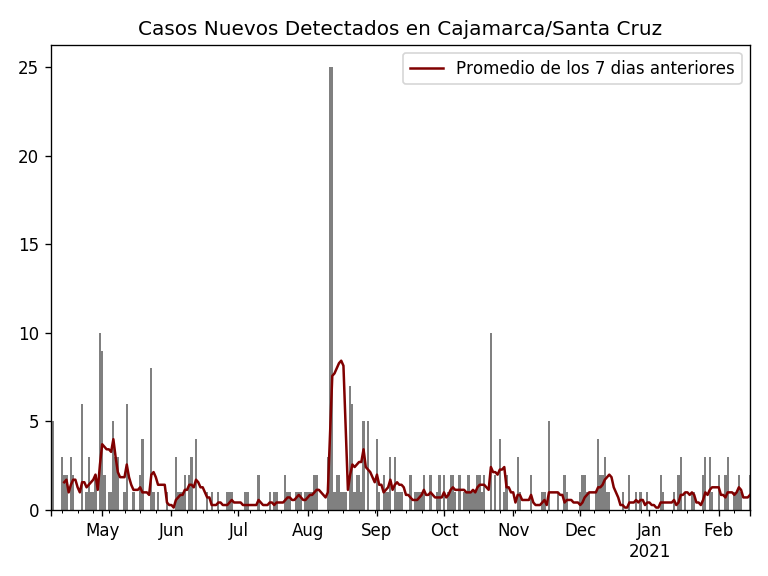 Casos Nuevos Detectados en Cajamarca/Santa Cruz
Promedio de los 7 dias anteriores
25
20
15
10
5
0
May Jun Jul Aug Sep Oct Nov Dec Jan Feb
2021